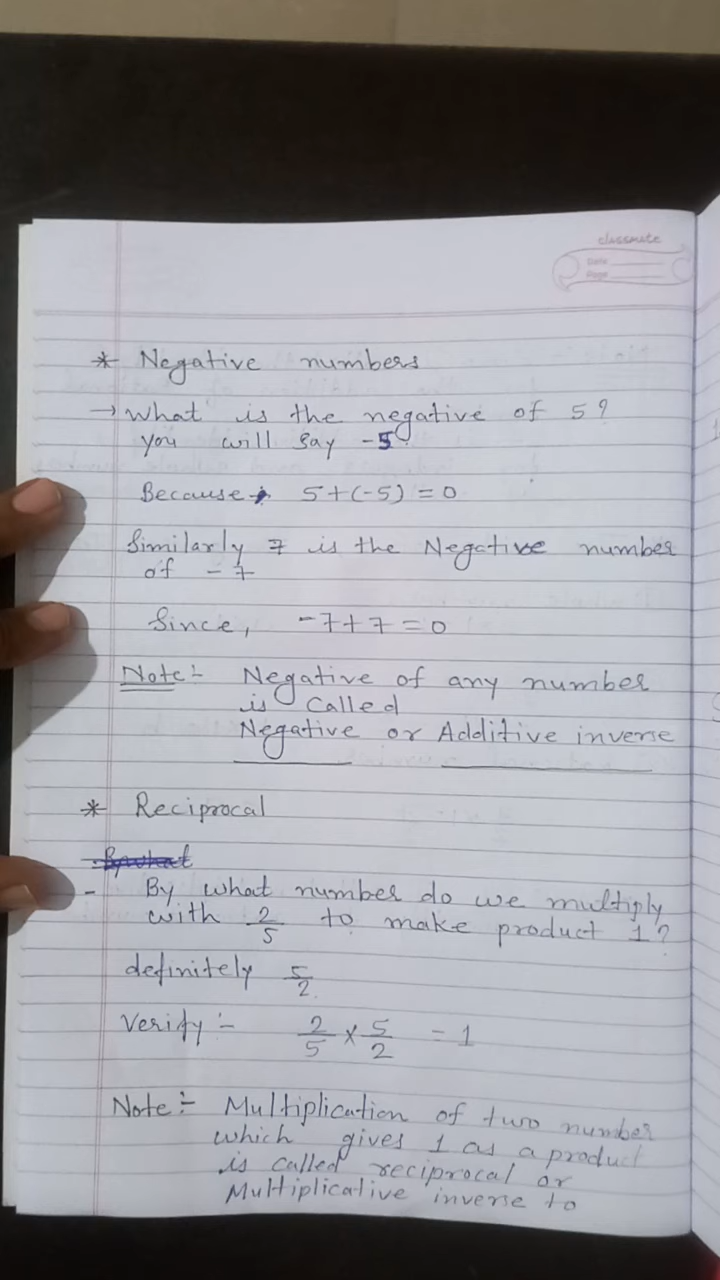 classmate
Date
Page
* Negative numbers
→ What is the negative of 5?
you will say -5
Because 5+(-5) = 0
Similarly 7 is the Negative number
of - 7
Since, -7+7 = 0
Note:- Negative of any number
is called
Negative or Additive inverse
* Reciprocal
- By what number do we multiply
with 2/5 to make product 1?
definitely 5/2
Verify:- 2/5 × 5/2 = 1
Note:- Multiplication of two number
which gives 1 as a product
is called reciprocal or
Multiplicative inverse to